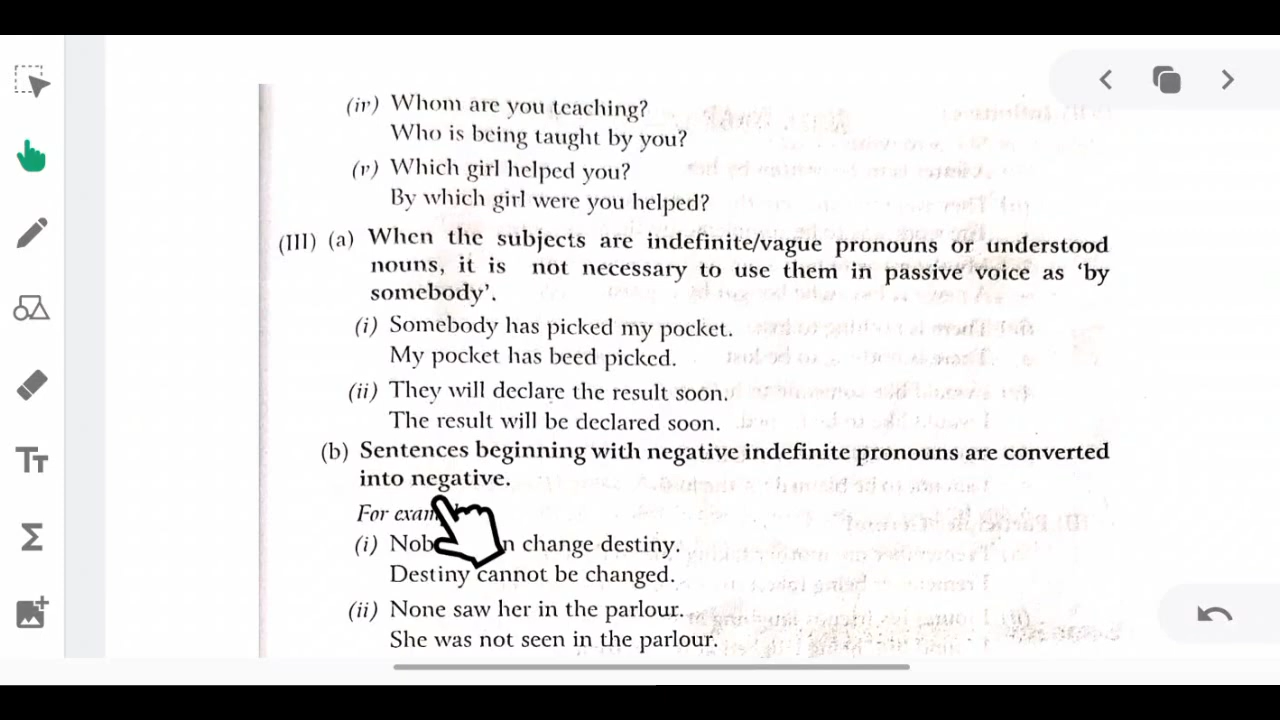 (iv) Whom are you teaching?
Who is being taught by you?
(v) Which girl helped you?
By which girl were you helped?
(III) (a) When the subjects are indefinite/vague pronouns or understood
nouns, it is not necessary to use them in passive voice as 'by
somebody'.
(i) Somebody has picked my pocket.
My pocket has beed picked.
(ii) They will declare the result soon.
The result will be declared soon.
(b) Sentences beginning with negative indefinite pronouns are converted
into negative.
For
(i) change destiny.
Destiny cannot be changed.
(ii) None saw her in the parlour.
She was not seen in the parlour.
Tт
Σ